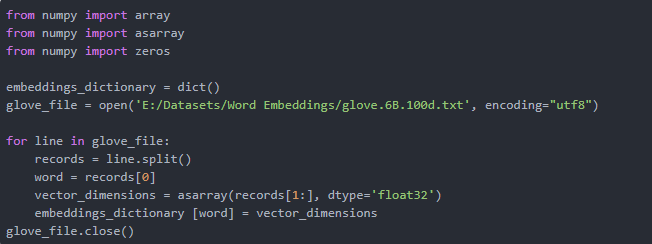 from numpy import array
from numpy import asarray
from numpy import zeros

embeddings_dictionary = dict()
glove_file = open('E:/Datasets/Word Embeddings/glove.6B.100d.txt', encoding="utf8")

for line in glove_file:
    records = line.split()
    word = records[0]
    vector_dimensions = asarray(records[1:], dtype='float32')
    embeddings_dictionary [word] = vector_dimensions
glove_file.close()